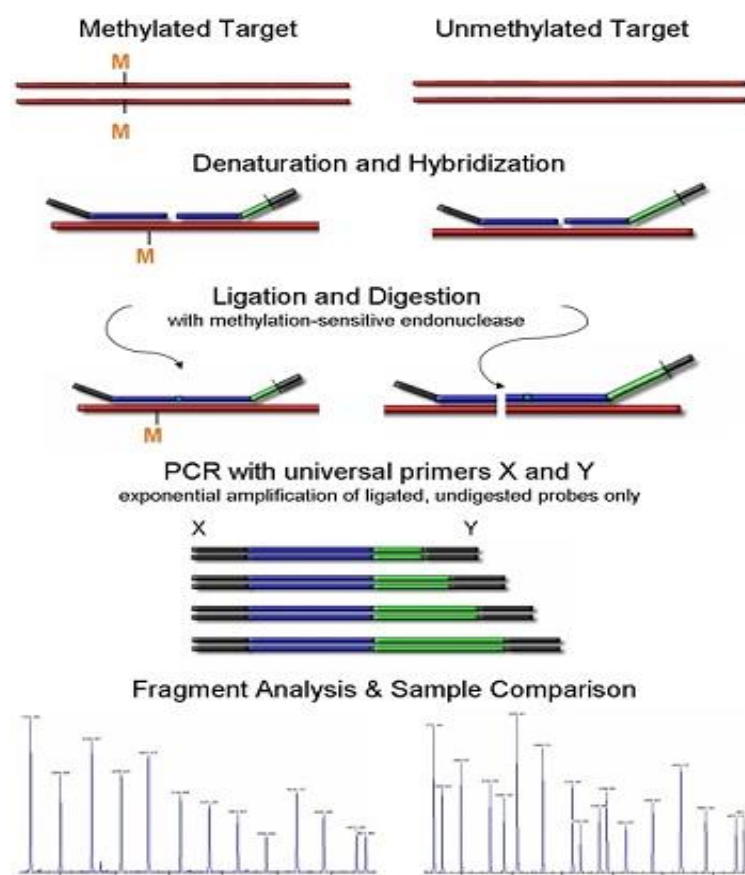 Methylated Target
Unmethylated Target
M
M
Denaturation and Hybridization
M
Ligation and Digestion
with methylation-sensitive endonuclease
M
PCR with universal primers X and Y
exponential amplification of ligated, undigested probes only
X
Y
Fragment Analysis & Sample Comparison